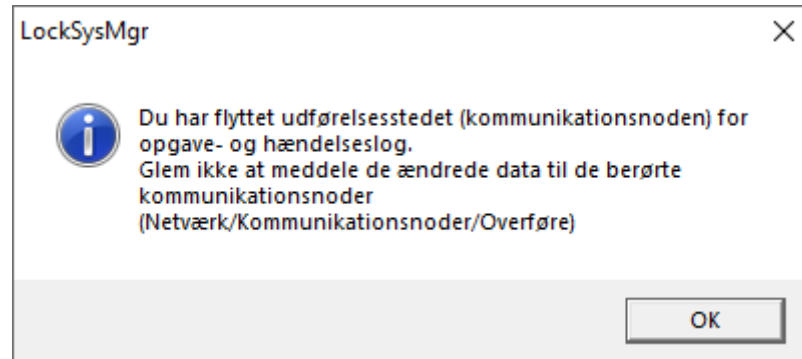 LockSysMgr
Du har flyttet udførelsesstedet (kommunikationsnoden) for
opgave- og hændelseslog.
Glem ikke at meddele de ændrede data til de berørte
kommunikationsnoder
(Netværk/Kommunikationsnoder/Overføre)
OK